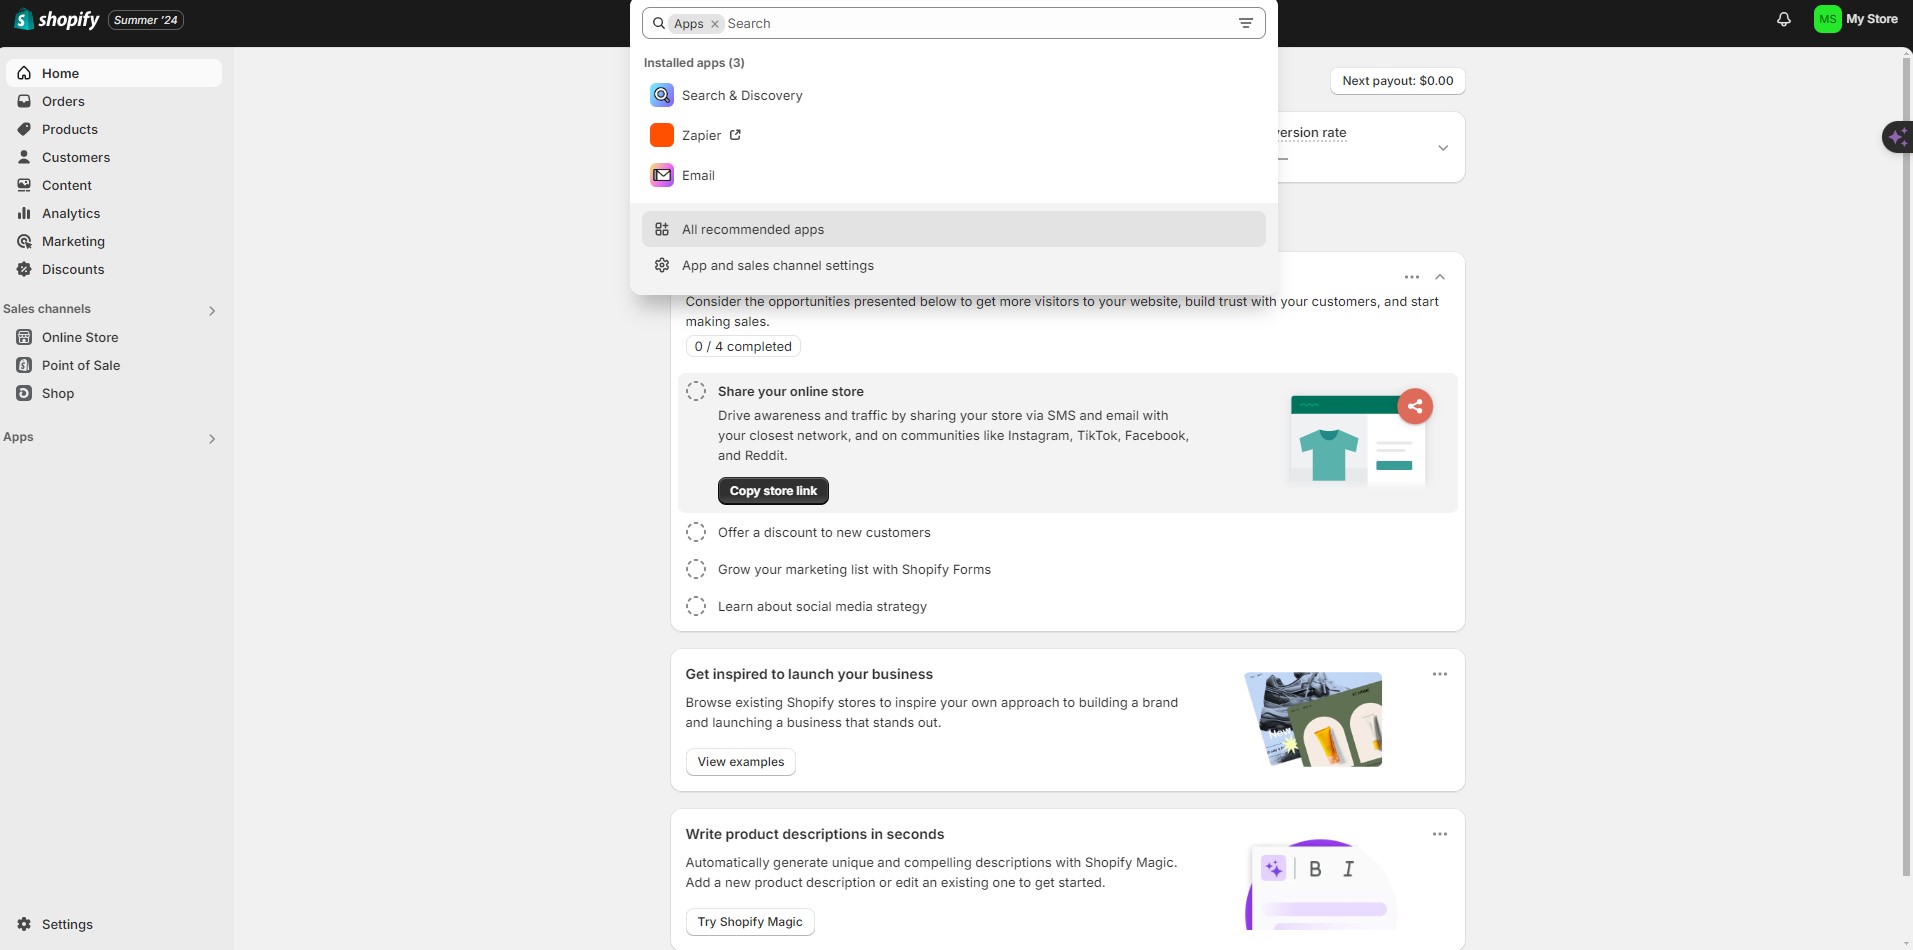 shopify
Summer '24
Apps × Search
MS
My Store
Home
Orders
Products
Customers
Content
Analytics
Marketing
Discounts
Sales channels
Online Store
Point of Sale
Shop
Apps
Settings
Installed apps (3)
Search & Discovery
Zapier
Email
All recommended apps
App and sales channel settings
Next payout: $0.00
version rate
—
Consider the opportunities presented below to get more visitors to your website, build trust with your customers, and start
making sales.
0 / 4 completed
Share your online store
Drive awareness and traffic by sharing your store via SMS and email with
your closest network, and on communities like Instagram, TikTok, Facebook,
and Reddit.
Copy store link
Offer a discount to new customers
Grow your marketing list with Shopify Forms
Learn about social media strategy
Get inspired to launch your business
Browse existing Shopify stores to inspire your own approach to building a brand
and launching a business that stands out.
View examples
New
Write product descriptions in seconds
Automatically generate unique and compelling descriptions with Shopify Magic.
Add a new product description or edit an existing one to get started.
Try Shopify Magic
B I